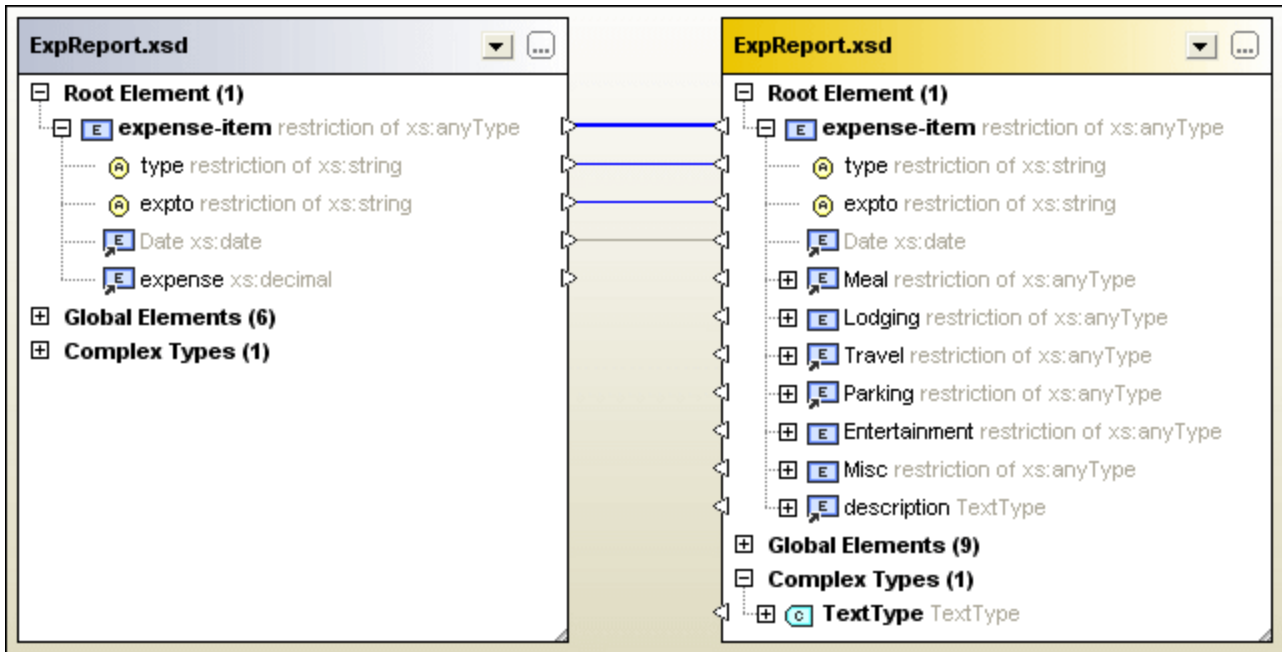 ExpReport.xsd
...
Root Element (1)
E expense-item restriction of xs:anyType
A type restriction of xs:string
A expto restriction of xs:string
E Date xs:date
E expense xs:decimal
Global Elements (6)
Complex Types (1)
ExpReport.xsd
...
Root Element (1)
E expense-item restriction of xs:anyType
A type restriction of xs:string
A expto restriction of xs:string
E Date xs:date
E Meal restriction of xs:anyType
E Lodging restriction of xs:anyType
E Travel restriction of xs:anyType
E Parking restriction of xs:anyType
E Entertainment restriction of xs:anyType
E Misc restriction of xs:anyType
E description TextType
Global Elements (9)
Complex Types (1)
C TextType TextType